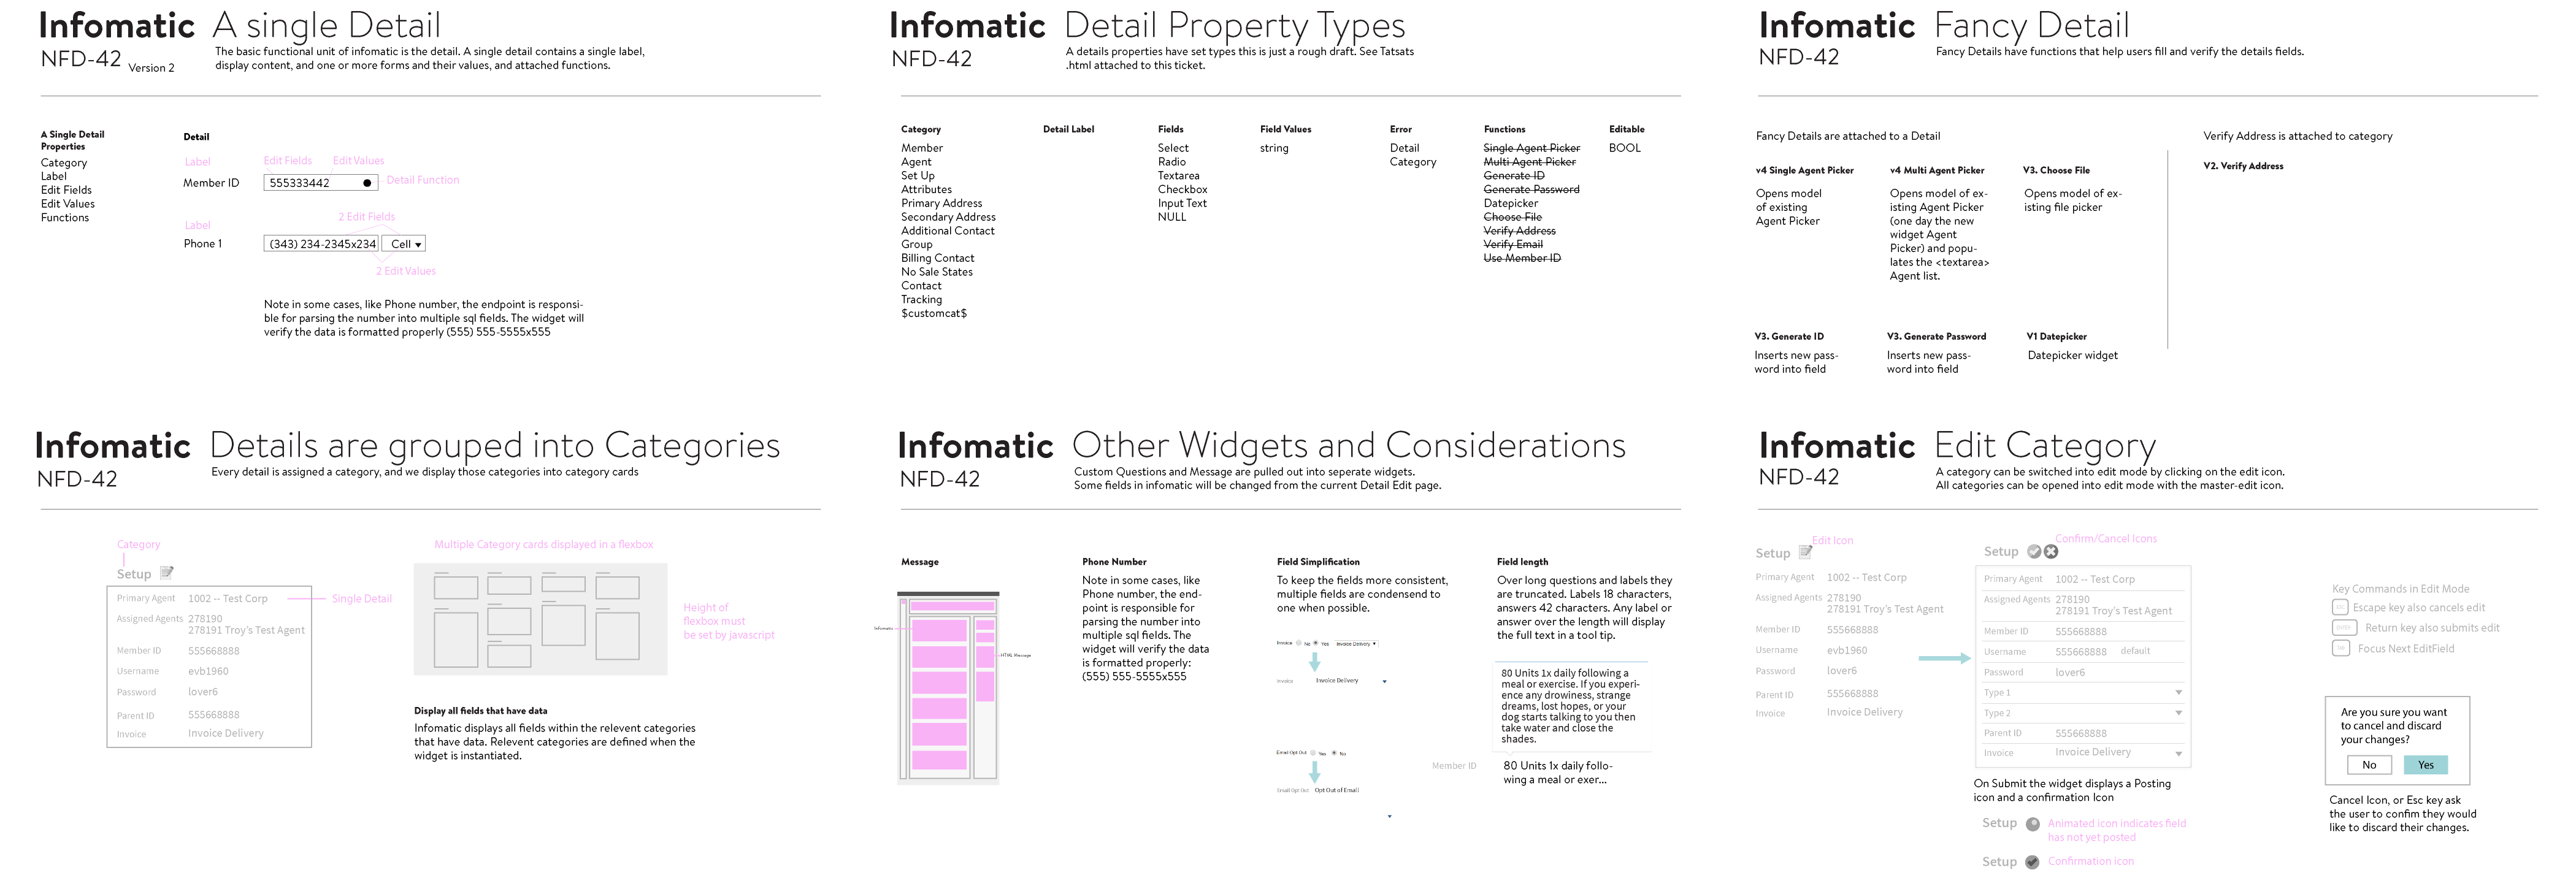 Infomatic A single Detail
NFD-42 Version 2
The basic functional unit of infomatic is the detail. A single detail contains a single label,
display content, and one or more forms and their values, and attached functions.
A Single Detail
Properties
Category
Label
Edit Fields
Edit Values
Functions
Detail
Label
Edit Fields
Edit Values
Member ID
555333442
Detail Function
2 Edit Fields
Label
Phone 1
(343) 234-2345x234
Cell
2 Edit Values
Note in some cases, like Phone number, the endpoint is responsi-
ble for parsing the number into multiple sql fields. The widget will
verify the data is formatted properly (555) 555-5555x555
Infomatic Detail Property Types
NFD-42
A details properties have set types this is just a rough draft. See Tatsats
.html attached to this ticket.
Category
Member
Agent
Set Up
Attributes
Primary Address
Secondary Address
Additional Contact
Group
Billing Contact
No Sale States
Contact
Tracking
$customcat$
Detail Label
Fields
Select
Radio
Textarea
Checkbox
Input Text
NULL
Field Values
string
Error
Detail
Category
Functions
Single Agent Picker
Multi Agent Picker
Generate ID
Generate Password
Datepicker
Choose File
Verify Address
Verify Email
Use Member ID
Editable
BOOL
Infomatic Fancy Detail
NFD-42
Fancy Details have functions that help users fill and verify the details fields.
Fancy Details are attached to a Detail
v4 Single Agent Picker
Opens model
of existing
Agent Picker
v4 Multi Agent Picker
Opens model of ex-
isting Agent Picker
(one day the new
widget Agent
Picker) and popu-
lates the <textarea>
Agent list.
V3. Choose File
Opens model of ex-
isting file picker
V3. Generate ID
Inserts new pass-
word into field
V3. Generate Password
Inserts new pass-
word into field
V1 Datepicker
Datepicker widget
Verify Address is attached to category
V2. Verify Address
Infomatic Details are grouped into Categories
NFD-42
Every detail is assigned a category, and we display those categories into category cards
Category
Setup
Primary Agent 1002 -- Test Corp
Single Detail
Assigned Agents 278190
278191 Troy's Test Agent
Member ID 555668888
Username evb1960
Password lover6
Parent ID 555668888
Invoice Invoice Delivery
Multiple Category cards displayed in a flexbox
Height of
flexbox must
be set by javascript
Display all fields that have data
Infomatic displays all fields within the relevent categories
that have data. Relevent categories are defined when the
widget is instantiated.
Infomatic Other Widgets and Considerations
NFD-42
Custom Questions and Message are pulled out into seperate widgets.
Some fields in infomatic will be changed from the current Detail Edit page.
Message
Infomatic
HTML Message
Phone Number
Note in some cases, like
Phone number, the end-
point is responsible for
parsing the number into
multiple sql fields. The
widget will verify the data
is formatted properly:
(555) 555-5555x555
Field Simplification
To keep the fields more consistent,
multiple fields are condensend to
one when possible.
Invoice No Yes Invoice Delivery
Invoice Invoice Delivery
Email Opt Out Yes No
Email Opt Out Opt Out of Email
Field length
Over long questions and labels they
are truncated. Labels 18 characters,
answers 42 characters. Any label or
answer over the length will display
the full text in a tool tip.
80 Units 1x daily following a
meal or exercise. If you experi-
ence any drowiness, strange
dreams, lost hopes, or your
dog starts talking to you then
take water and close the
shades.
Member ID
80 Units 1x daily follo-
wing a meal or exer...
Infomatic Edit Category
NFD-42
A category can be switched into edit mode by clicking on the edit icon.
All categories can be opened into edit mode with the master-edit icon.
Setup
Edit Icon
Primary Agent 1002 -- Test Corp
Assigned Agents 278190
278191 Troy's Test Agent
Member ID 555668888
Username evb1960
Password lover6
Parent ID 555668888
Invoice Invoice Delivery
Confirm/Cancel Icons
Setup
Primary Agent 1002 -- Test Corp
Assigned Agents 278190
278191 Troy's Test Agent
Member ID 555668888
Username 555668888 default
Password lover6
Type 1
Type 2
Parent ID 555668888
Invoice Invoice Delivery
On Submit the widget displays a Posting
icon and a confirmation Icon
Setup
Animated icon indicates field
has not yet posted
Setup
Confirmation icon
Key Commands in Edit Mode
Escape key also cancels edit
Return key also submits edit
Focus Next EditField
Are you sure you want
to cancel and discard
your changes?
No
Yes
Cancel Icon, or Esc key ask
the user to confim they would
like to discard their changes.